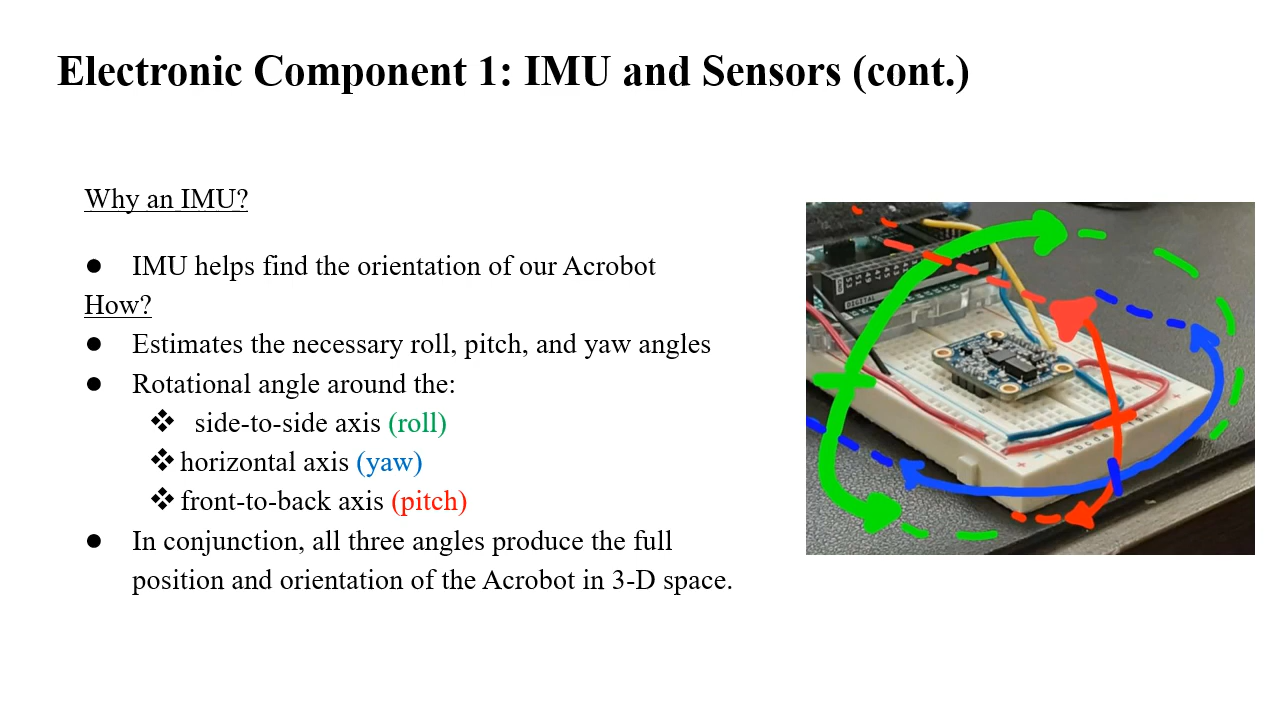 Electronic Component 1: IMU and Sensors (cont.)
Why an IMU?
● IMU helps find the orientation of our Acrobot
How?
● Estimates the necessary roll, pitch, and yaw angles
● Rotational angle around the:
❖ side-to-side axis (roll)
❖ horizontal axis (yaw)
❖ front-to-back axis (pitch)
● In conjunction, all three angles produce the full
position and orientation of the Acrobot in 3-D space.
DIGITAL